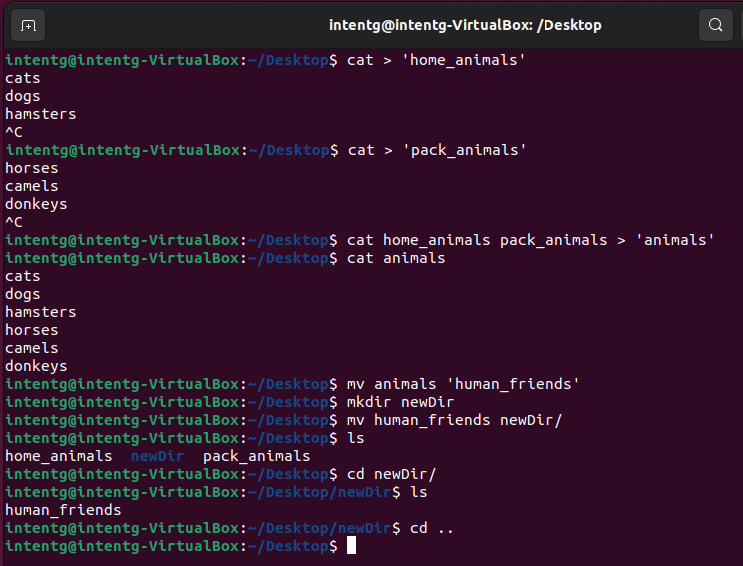 intentg@intentg-VirtualBox: /Desktop
intentg@intentg-VirtualBox:~/Desktop$ cat > 'home_animals'
cats
dogs
hamsters
^C
intentg@intentg-VirtualBox:~/Desktop$ cat > 'pack_animals'
horses
camels
donkeys
^C
intentg@intentg-VirtualBox:~/Desktop$ cat home_animals pack_animals > 'animals'
intentg@intentg-VirtualBox:~/Desktop$ cat animals
cats
dogs
hamsters
horses
camels
donkeys
intentg@intentg-VirtualBox:~/Desktop$ mv animals 'human_friends'
intentg@intentg-VirtualBox:~/Desktop$ mkdir newDir
intentg@intentg-VirtualBox:~/Desktop$ mv human_friends newDir/
intentg@intentg-VirtualBox:~/Desktop$ ls
home_animals  newDir  pack_animals
intentg@intentg-VirtualBox:~/Desktop$ cd newDir/
intentg@intentg-VirtualBox:~/Desktop/newDir$ ls
human_friends
intentg@intentg-VirtualBox:~/Desktop/newDir$ cd ..
intentg@intentg-VirtualBox:~/Desktop$